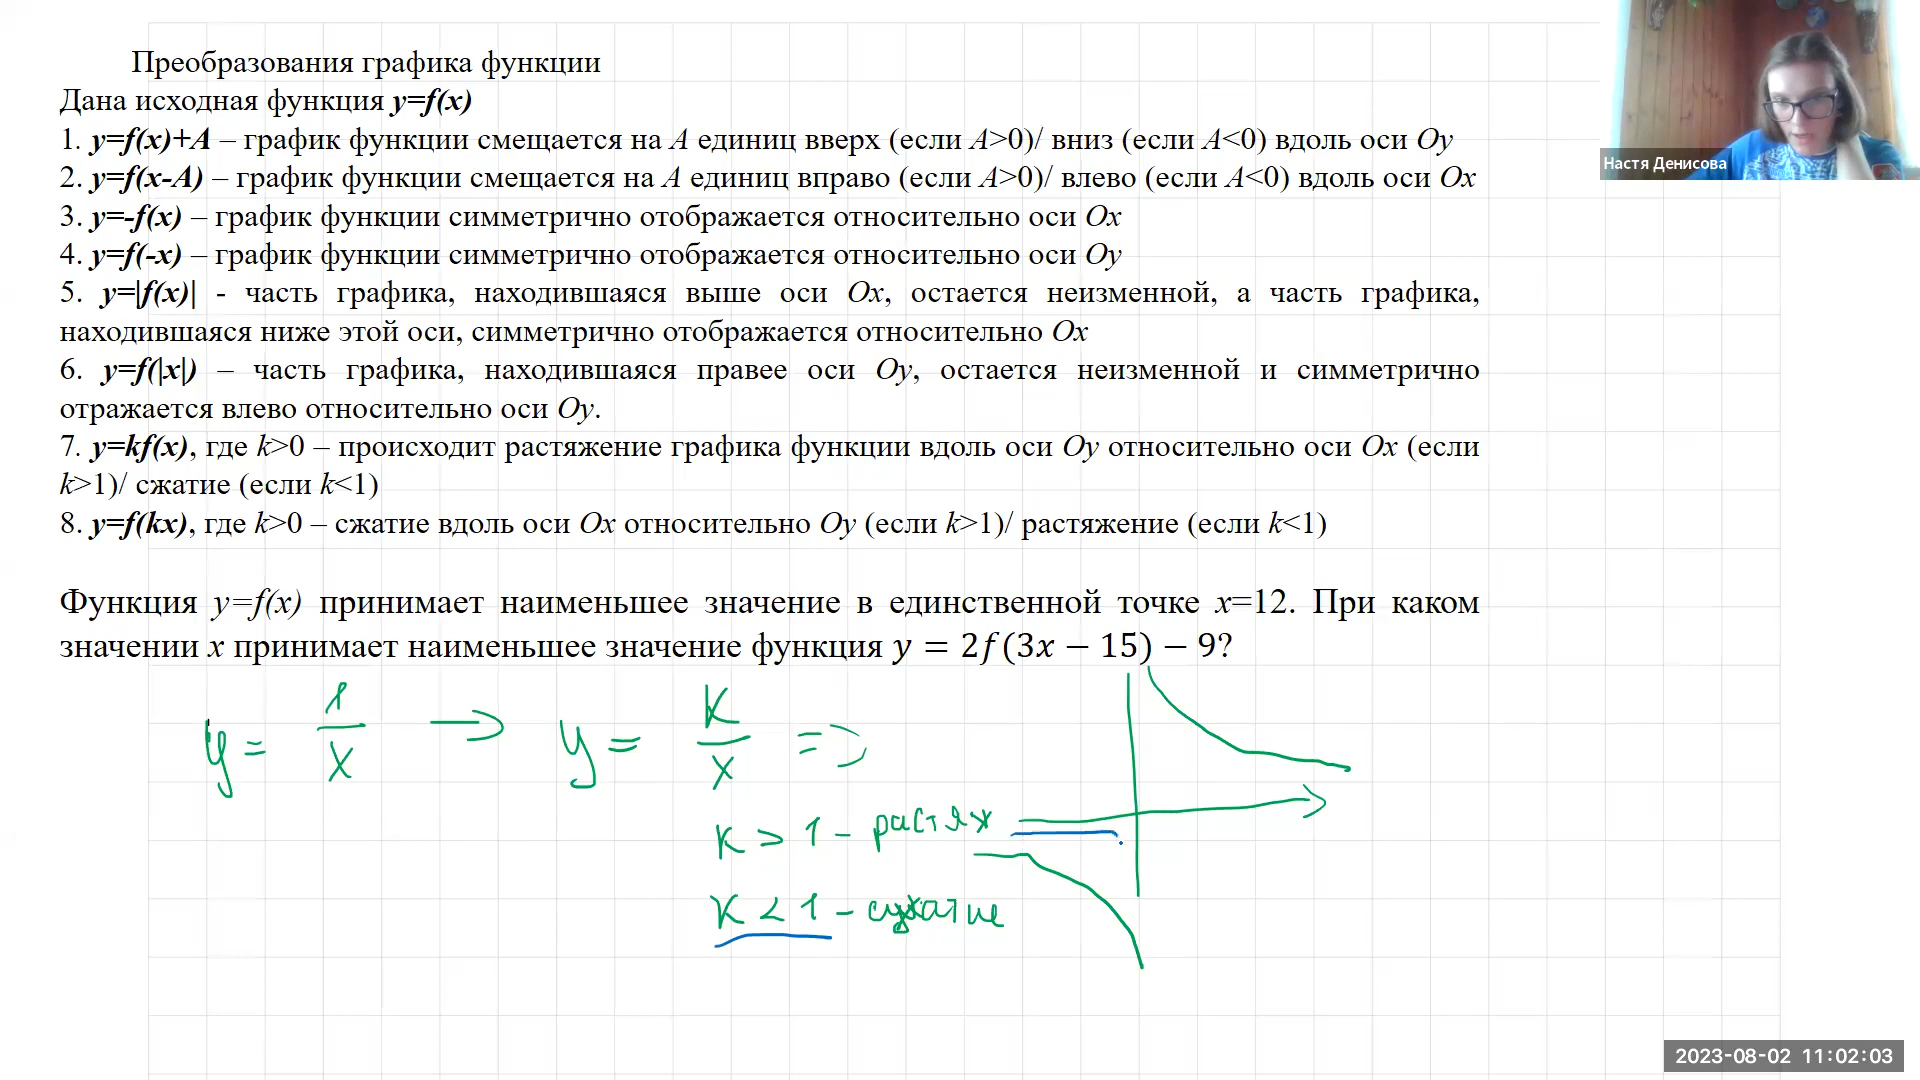 Преобразования графика функции
Дана исходная функция y=f(x)
1. y=f(x)+A – график функции смещается на A единиц вверх (если A>0)/ вниз (если A<0) вдоль оси Oy
2. y=f(x-A) – график функции смещается на A единиц вправо (если A>0)/ влево (если A<0) вдоль оси Ox
3. y=-f(x) – график функции симметрично отображается относительно оси Ox
4. y=f(-x) – график функции симметрично отображается относительно оси Oy
5. y=|f(x)| - часть графика, находившаяся выше оси Ox, остается неизменной, а часть графика,
находившаяся ниже этой оси, симметрично отображается относительно Ox
6. y=f(|x|) – часть графика, находившаяся правее оси Oy, остается неизменной и симметрично
отражается влево относительно оси Oy.
7. y=kf(x), где k>0 – происходит растяжение графика функции вдоль оси Oy относительно оси Ox (если
k>1)/ сжатие (если k<1)
8. y=f(kx), где k>0 – сжатие вдоль оси Ox относительно Oy (если k>1)/ растяжение (если k<1)
Функция y=f(x) принимает наименьшее значение в единственной точке x=12. При каком
значении x принимает наименьшее значение функция y = 2f(3x − 15) − 9?
y = 1/x → y = K/x =>
K > 1 - растяж
K < 1 - сжатие
Настя Денисова
2023-08-02 11:02:03